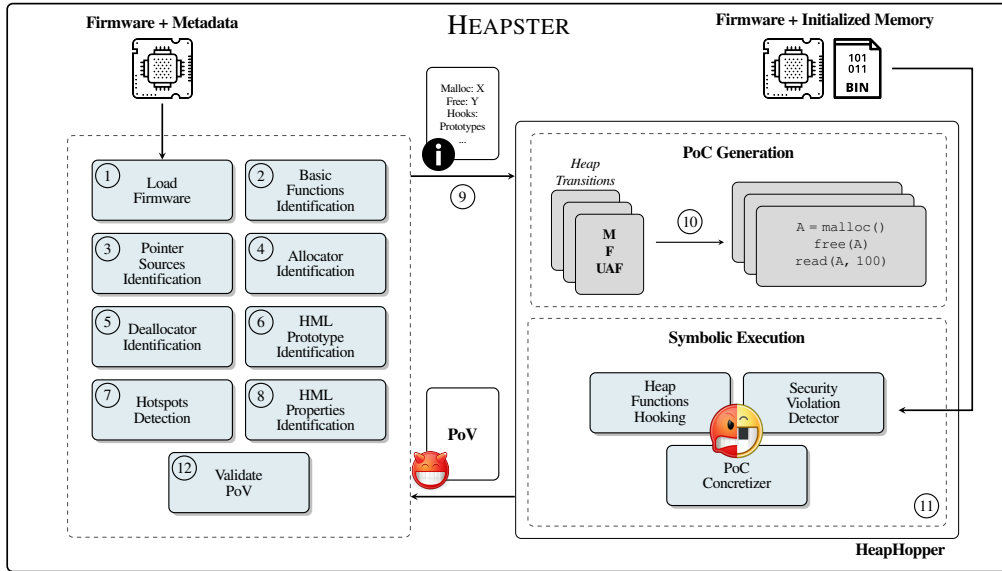 Firmware + Metadata
HEAPSTER
Firmware + Initialized Memory
101
011
BIN
Malloc: X
Free: Y
Hooks:
Prototypes
...
i
9
1
Load
Firmware
2
Basic
Functions
Identification
3
Pointer
Sources
Identification
4
Allocator
Identification
5
Deallocator
Identification
6
HML
Prototype
Identification
7
Hotspots
Detection
8
HML
Properties
Identification
12
Validate
PoV
PoV
PoC Generation
Heap
Transitions
M
F
UAF
10
A = malloc()
free(A)
read(A, 100)
Symbolic Execution
Heap
Functions
Hooking
Security
Violation
Detector
PoC
Concretizer
11
HeapHopper